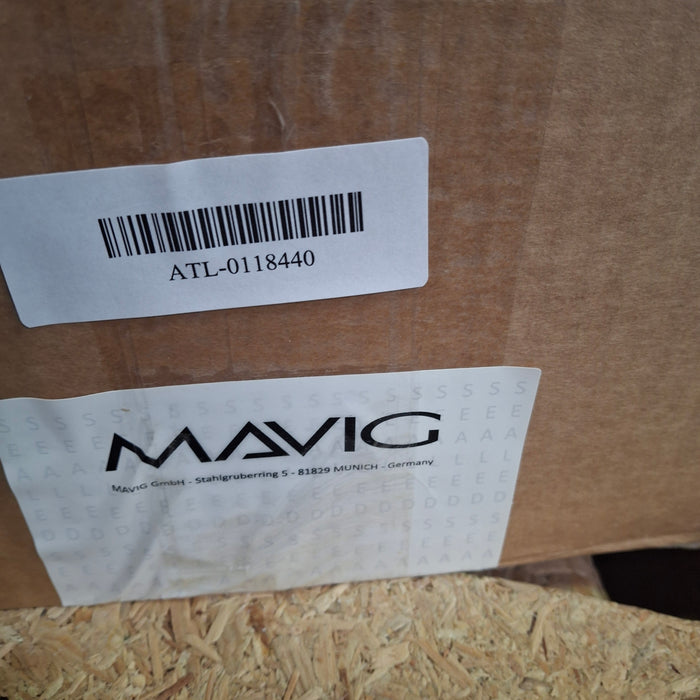 ATL-0118440
MAVIG
MAVIG GmbH - Stahlgruberring 5 - 81829 MUNICH - Germany